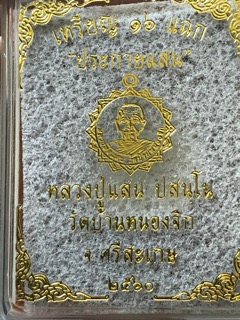 เหรียญ ๑๖ แฉก
"ประกายแสน"
หลวงปู่แสน ปสนฺโน
วัดบ้านหนองจิก
จ.ศรีสะเกษ
๒๕๖๐